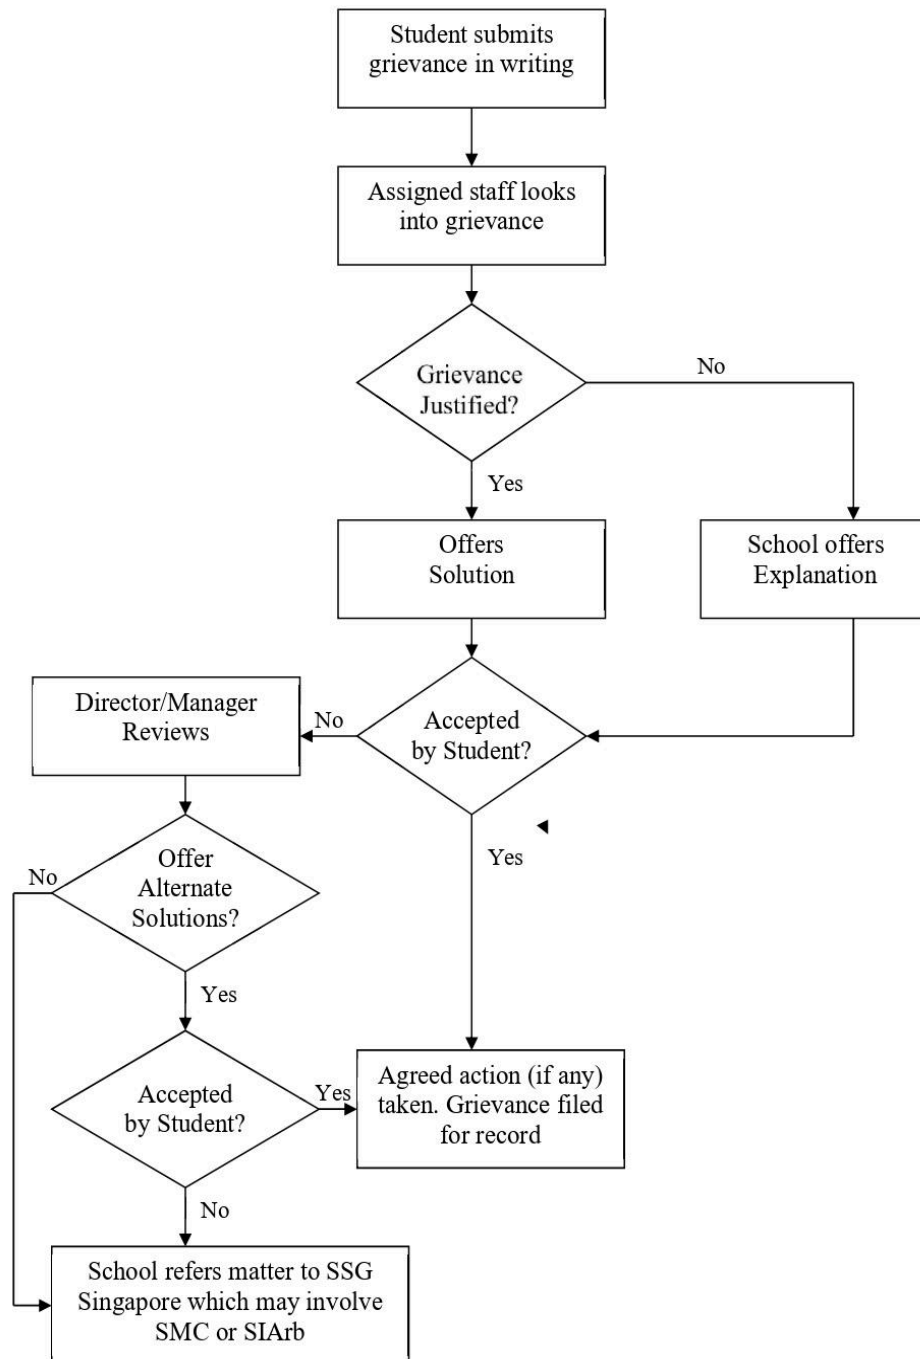 Student submits
grievance in writing
Assigned staff looks
into grievance
Grievance
Justified?
No
Yes
Offers
Solution
School offers
Explanation
Director/Manager
Reviews
No
Accepted
by Student?
Yes
No
Offer
Alternate
Solutions?
Yes
Accepted
by Student?
Yes
Agreed action (if any)
taken. Grievance filed
for record
No
School refers matter to SSG
Singapore which may involve
SMC or SIArb